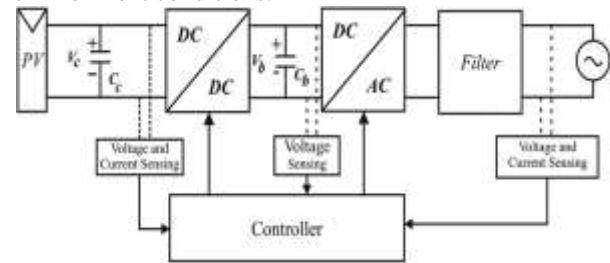 DC
DC
DC
AC
PV
+
V_c
-
C_c
+
V_b
-
C_b
Filter
Voltage and
Current Sensing
Voltage
Sensing
Voltage and
Current Sensing
Controller